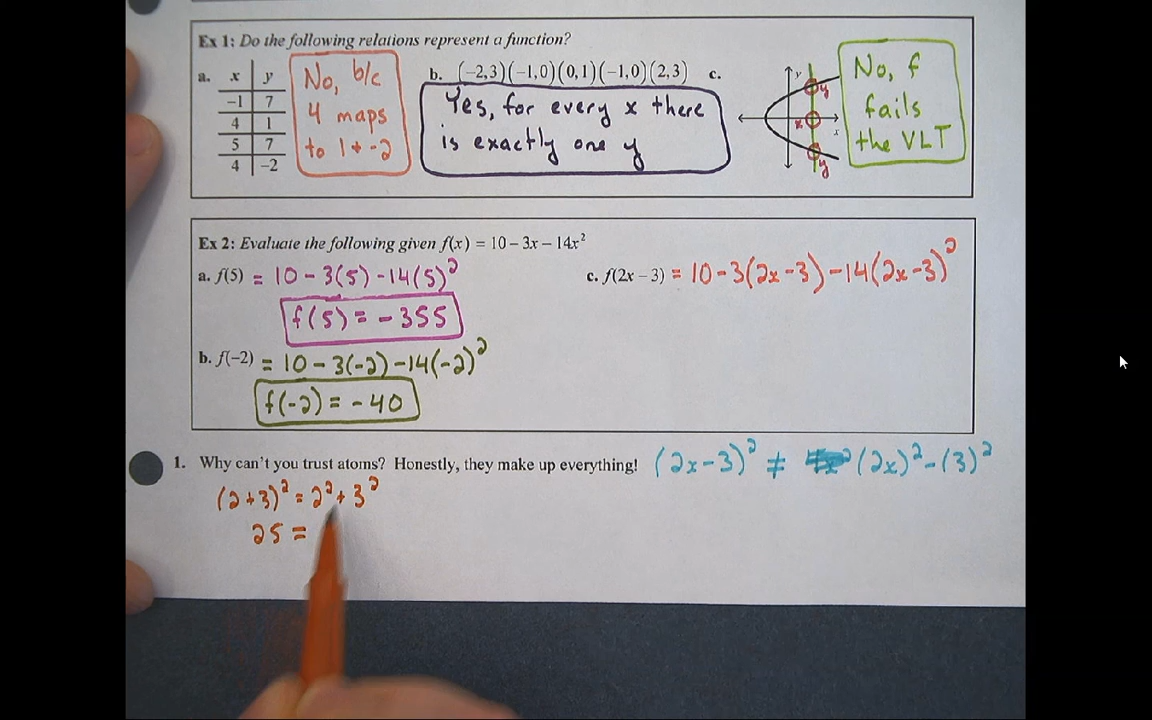 Ex 1: Do the following relations represent a function?
a. x y
-1 7
4 1
5 7
4 -2
No, b/c
4 maps
to 1 + -2
b. (-2,3)(-1,0)(0,1)(-1,0)(2,3)
Yes, for every x there
is exactly one y
c.
y
x
y
x
y
No, f
fails
the VLT
Ex 2: Evaluate the following given f(x) = 10 - 3x - 14x²
a. f(5) = 10 - 3(5) - 14(5)²
f(5) = -355
b. f(-2) = 10 - 3(-2) - 14(-2)²
f(-2) = -40
c. f(2x - 3) = 10 - 3(2x - 3) - 14(2x - 3)²
1. Why can't you trust atoms? Honestly, they make up everything! (2x - 3)² ≠ (2x)² - (3)²
(2+3)² = 2² + 3²
25 =